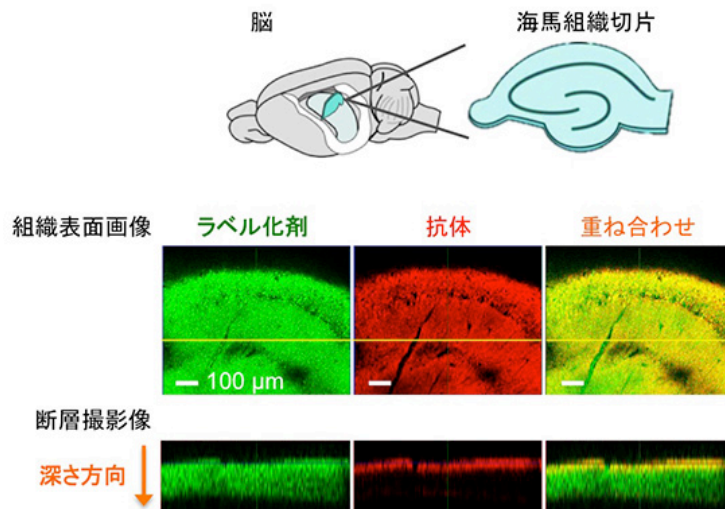 脳
海馬組織切片
組織表面画像
ラベル化剤
抗体
重ね合わせ
100 µm
断層撮影像
深さ方向